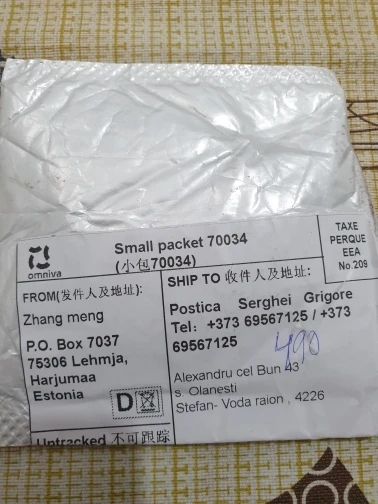 omniva
Small packet 70034
(小包70034)
TAXE
PERQUE
EEA
No.209
FROM(发件人及地址):
Zhang meng
P.O. Box 7037
75306 Lehmja,
Harjumaa
Estonia
D
Untracked 不可跟踪
SHIP TO 收件人及地址:
Postica Serghei Grigore
Tel: +373 69567125 / +373
69567125
490
Alexandru cel Bun 43
s Olanesti
Stefan- Voda raion , 4226